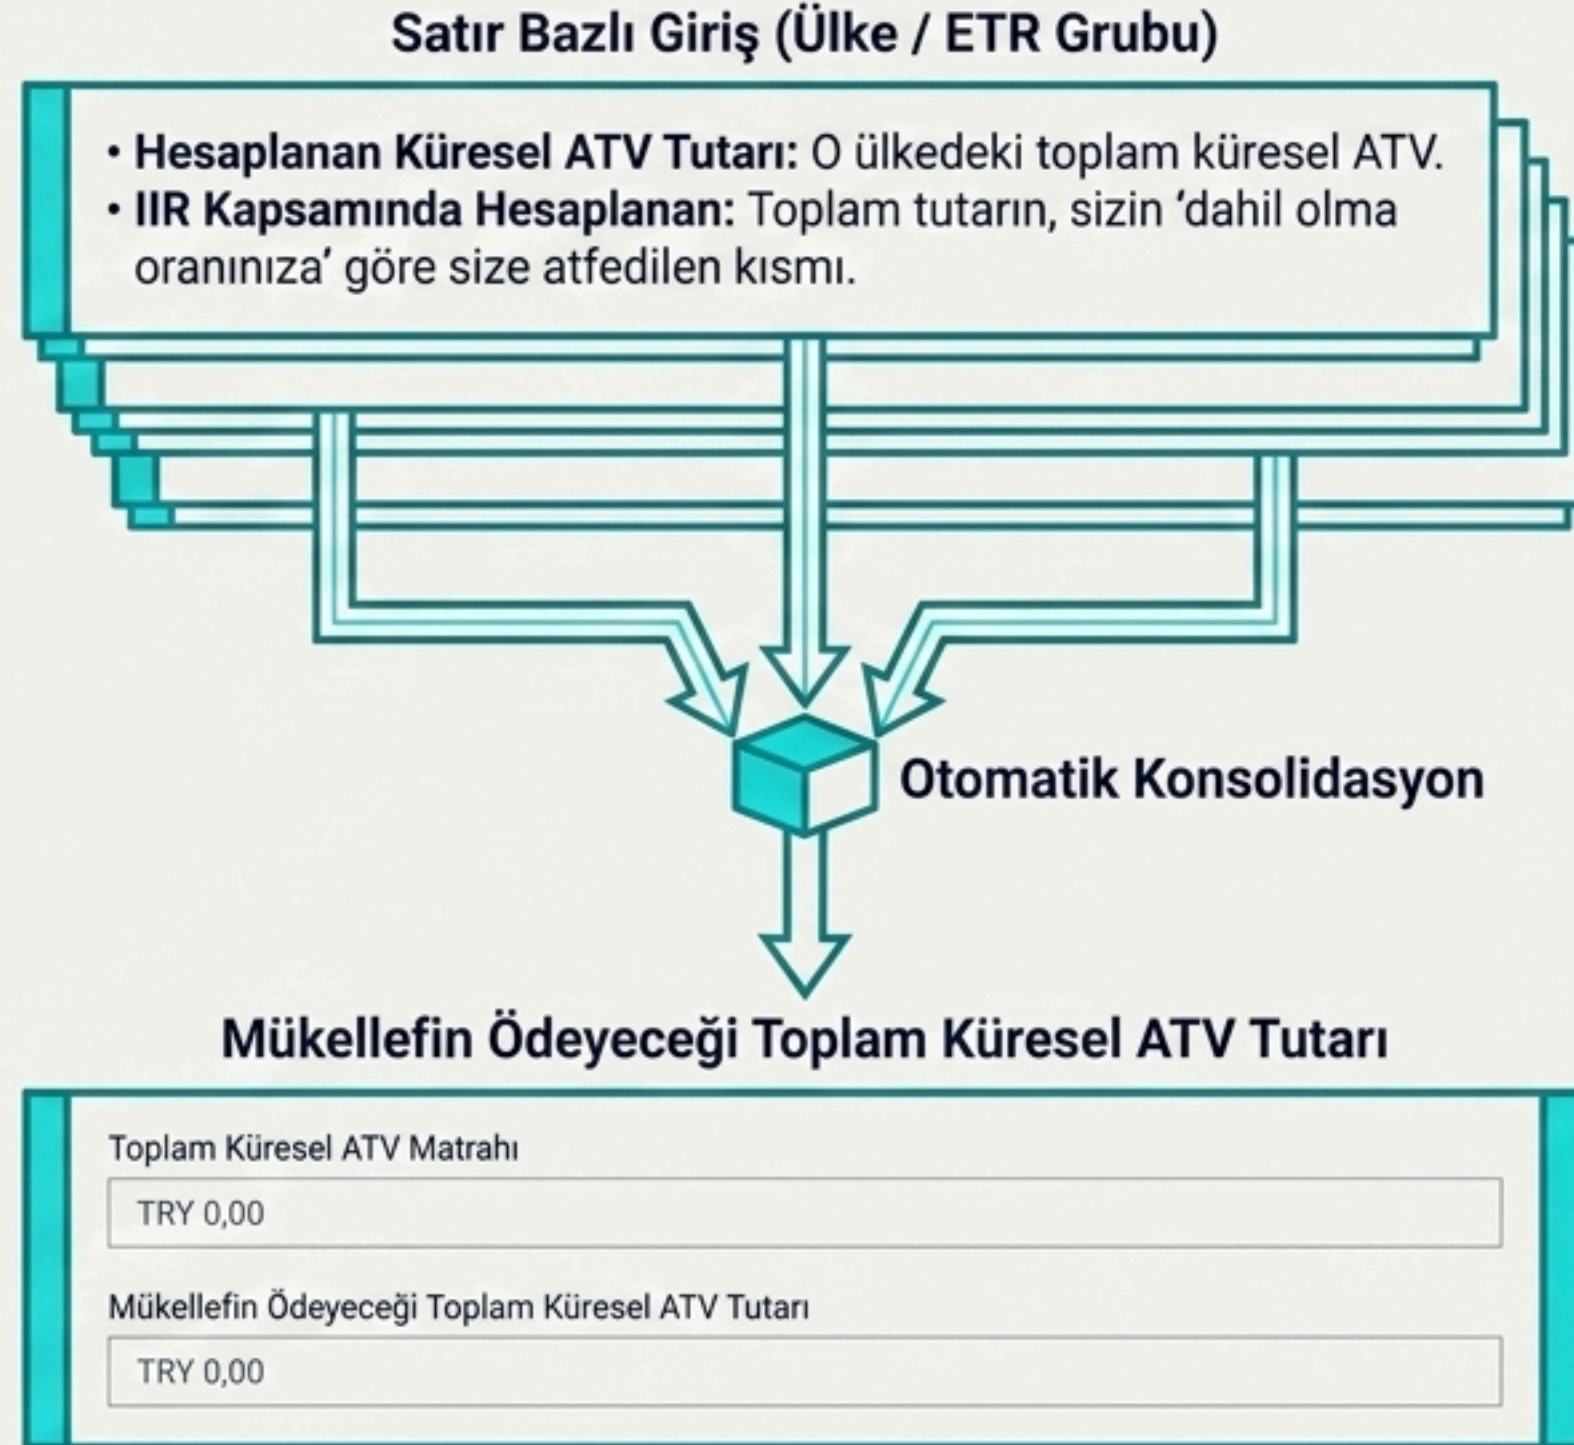 Satır Bazlı Giriş (Ülke / ETR Grubu)
• Hesaplanan Küresel ATV Tutarı: O ülkedeki toplam küresel ATV.
• IIR Kapsamında Hesaplanan: Toplam tutarın, sizin ‘dahil olma
oranınıza’ göre size atfedilen kısmı.
Otomatik Konsolidasyon
Mükellefin Ödeyeceği Toplam Küresel ATV Tutarı
Toplam Küresel ATV Matrahı
TRY 0,00
Mükellefin Ödeyeceği Toplam Küresel ATV Tutarı
TRY 0,00